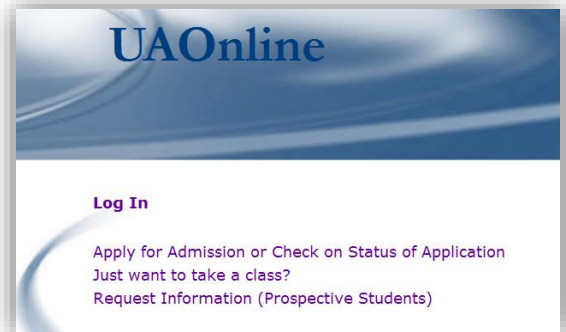 UAOnline
Log In
Apply for Admission or Check on Status of Application
Just want to take a class?
Request Information (Prospective Students)